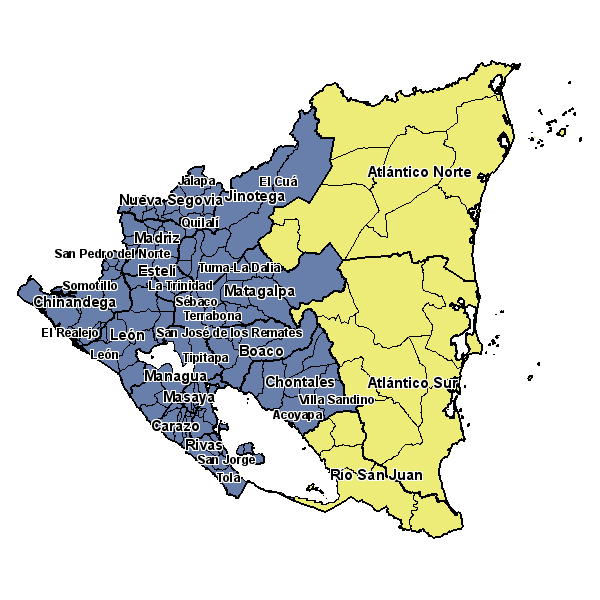 Atlántico Norte
Jalapa
El Cuá
Nueva Segovia
Jinotega
Quilalí
Madriz
San Pedro del Norte
Estelí
Tuma-La Dalia
La Trinidad
Somotillo
Matagalpa
Chinandega
Sébaco
Terrabona
El Realejo
León
San José de los Remates
León
Tipitapa
Boaco
Managua
Chontales
Atlántico Sur
Masaya
Villa Sandino
Acoyapa
Carazo
Rivas
San Jorge
Tola
Río San Juan